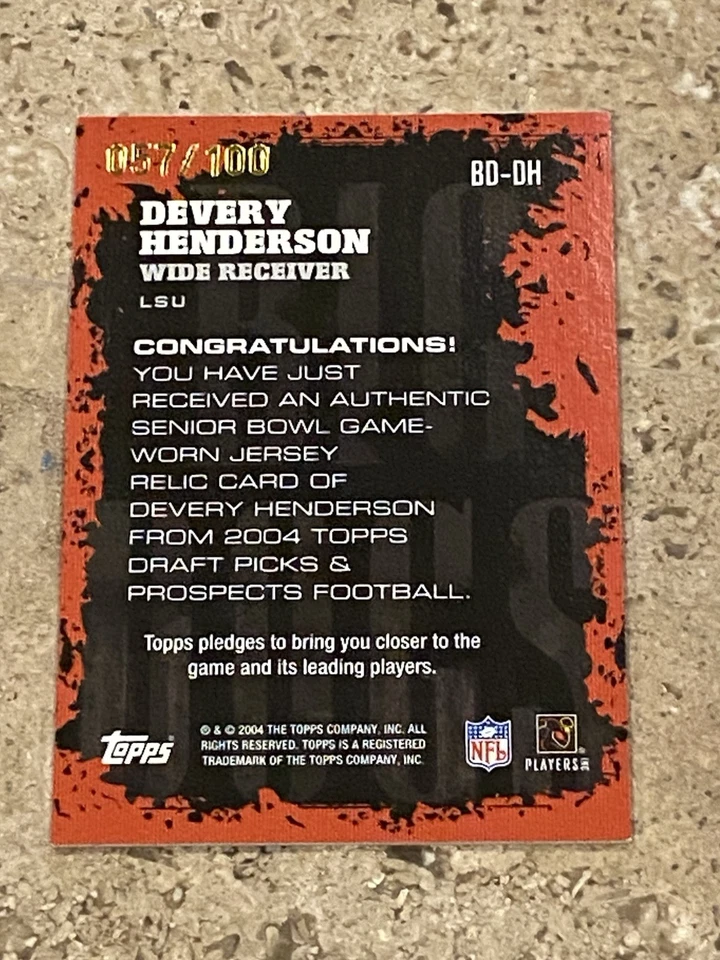 057/100
BD-DH
DEVERY
HENDERSON
WIDE RECEIVER
LSU
CONGRATULATIONS!
YOU HAVE JUST
RECEIVED AN AUTHENTIC
SENIOR BOWL GAME-
WORN JERSEY
RELIC CARD OF
DEVERY HENDERSON
FROM 2004 TOPPS
DRAFT PICKS &
PROSPECTS FOOTBALL.
Topps pledges to bring you closer to the
game and its leading players.
Topps
® & © 2004 THE TOPPS COMPANY, INC. ALL
RIGHTS RESERVED. TOPPS IS A REGISTERED
TRADEMARK OF THE TOPPS COMPANY, INC.
NFL
PLAYERS
BIG
DOGS